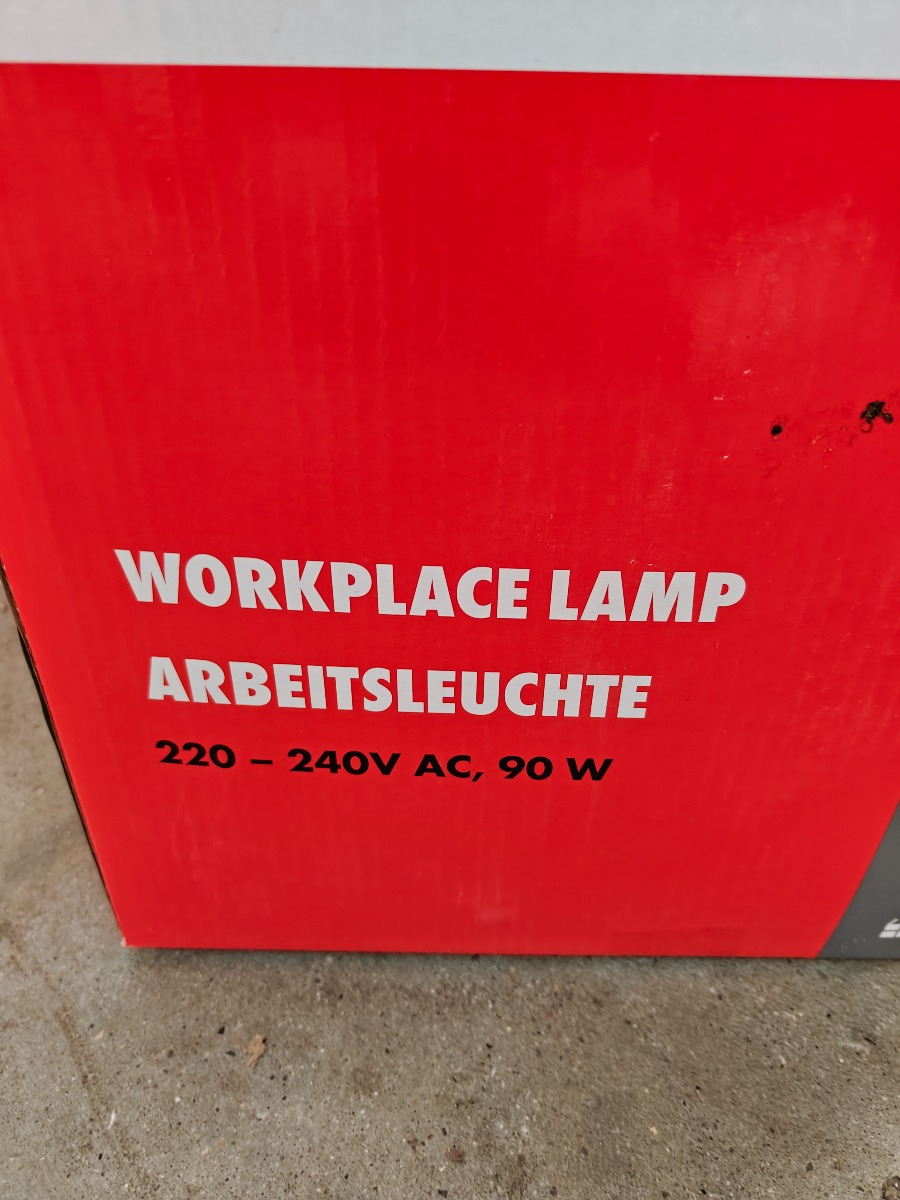 WORKPLACE LAMP
ARBEITSLEUCHTE
220 – 240V AC, 90 W